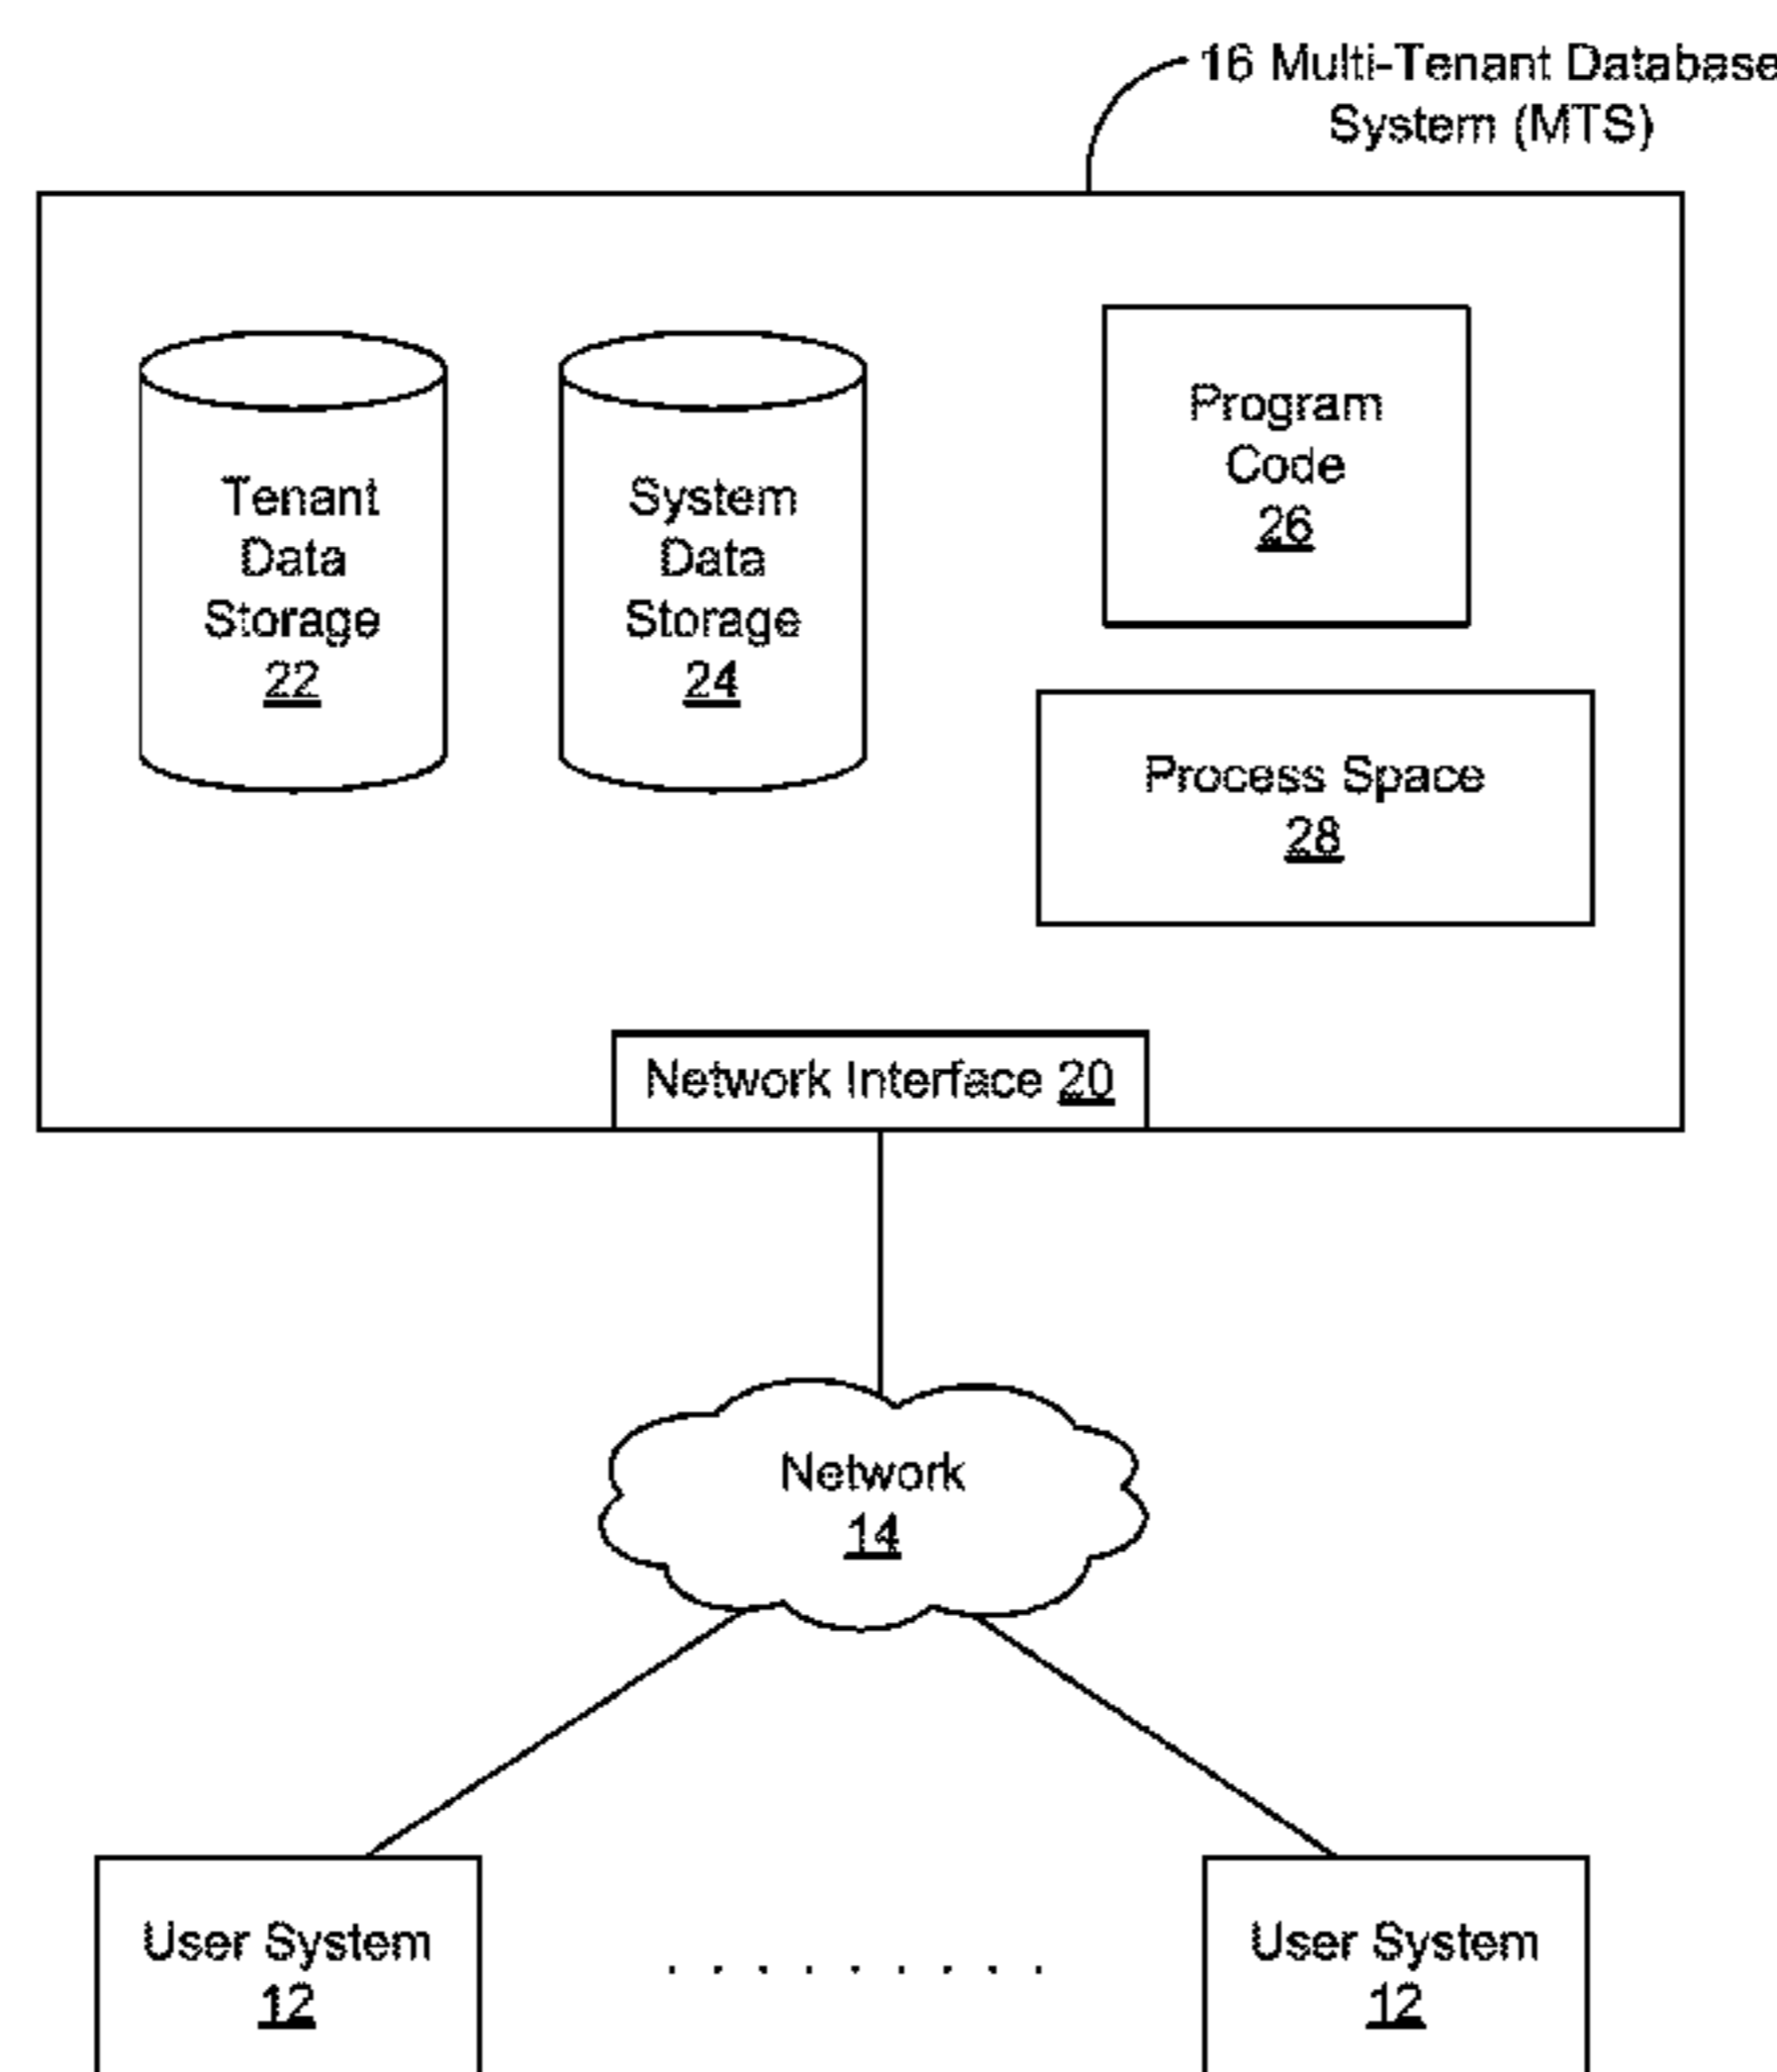 16 Multi-Tenant Database
System (MTS)
Tenant
Data
Storage
22
System
Data
Storage
24
Program
Code
26
Process Space
28
Network Interface 20
Network
14
User System
12
. . . . . . . . .
User System
12